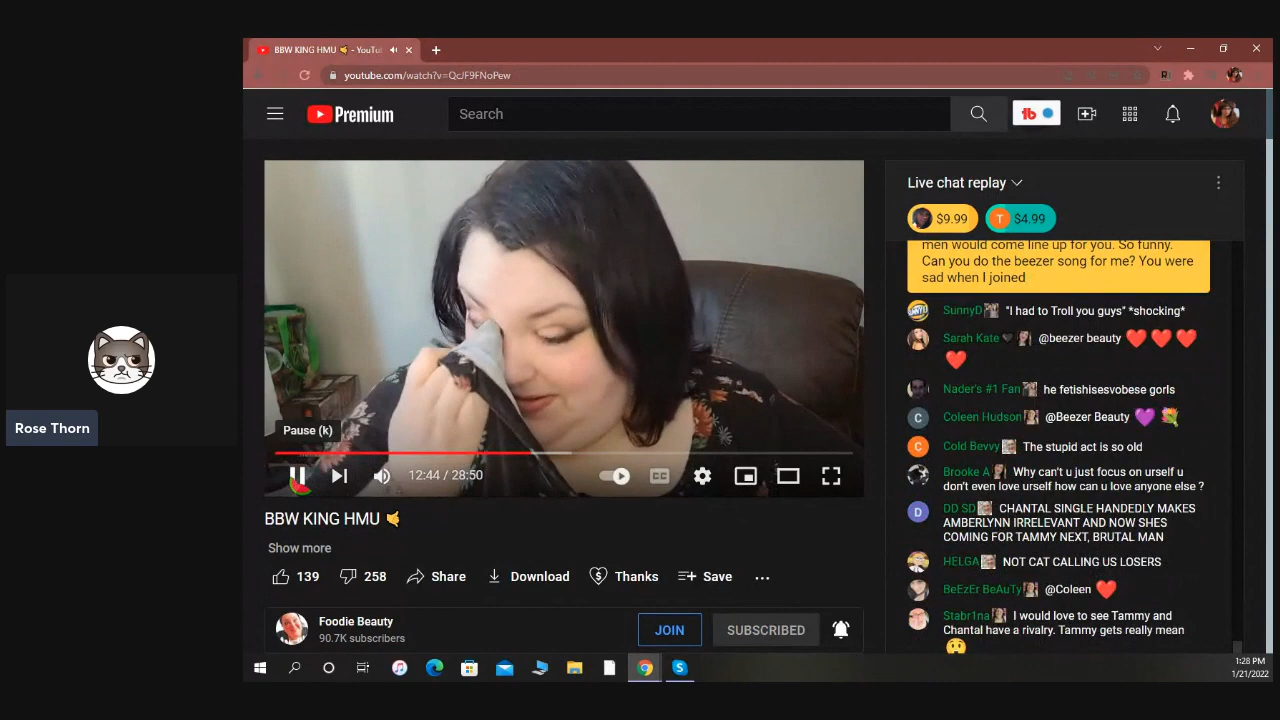 BBW KING HMU 🤙 - YouTu
youtube.com/watch?v=QcJF9FNoPew
Premium
Search
Live chat replay
$9.99
T $4.99
men would come line up for you. So funny.
Can you do the beezer song for me? You were
sad when I joined
SunnyD "I had to Troll you guys" *shocking*
Sarah Kate🖤 @beezer beauty ❤️ ❤️ ❤️
❤️
Nader's #1 Fan he fetishisesvobese gorls
C Coleen Hudson @Beezer Beauty 💜 💐
C Cold Bevvy The stupid act is so old
Brooke A Why can't u just focus on urself u
don't even love urself how can u love anyone else ?
D DD SD CHANTAL SINGLE HANDEDLY MAKES
AMBERLYNN IRRELEVANT AND NOW SHES
COMING FOR TAMMY NEXT, BRUTAL MAN
HELGA NOT CAT CALLING US LOSERS
BeEzEr BeAuTy @Coleen ❤️
Stabr1na I would love to see Tammy and
Chantal have a rivalry. Tammy gets really mean
😲
Pause (k)
12:44 / 28:50
CC
BBW KING HMU 🤙
Show more
139 258 Share Download Thanks Save ...
Foodie Beauty
90.7K subscribers
JOIN
SUBSCRIBED
Rose Thorn
1:28 PM
1/21/2022